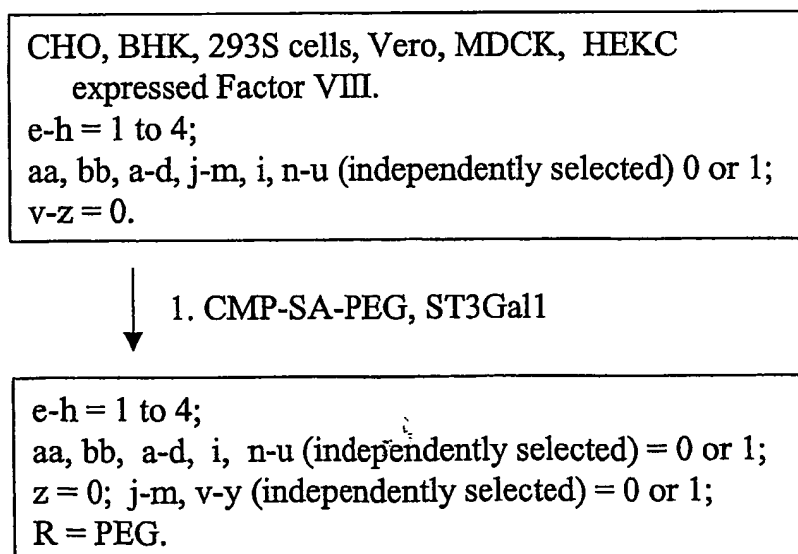 CHO, BHK, 293S cells, Vero, MDCK, HEKC
expressed Factor VIII.
e-h = 1 to 4;
aa, bb, a-d, j-m, i, n-u (independently selected) 0 or 1;
v-z = 0.
1. CMP-SA-PEG, ST3Gal1
e-h = 1 to 4;
aa, bb, a-d, i, n-u (independently selected) = 0 or 1;
z = 0; j-m, v-y (independently selected) = 0 or 1;
R = PEG.